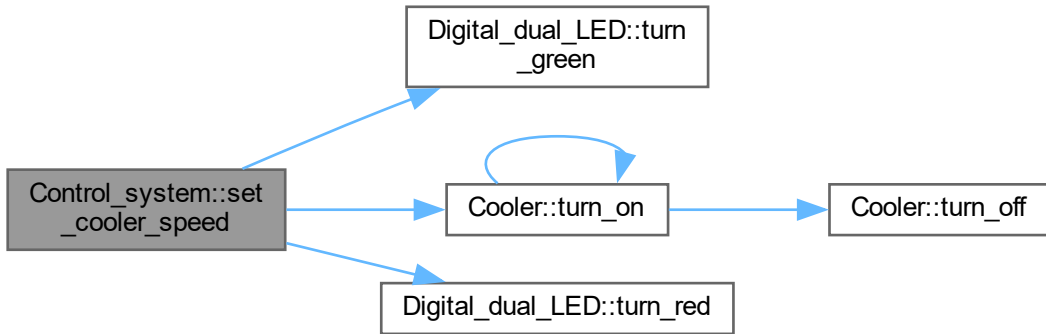 Digital_dual_LED::turn
_green
Control_system::set
_cooler_speed
Cooler::turn_on
Cooler::turn_off
Digital_dual_LED::turn_red